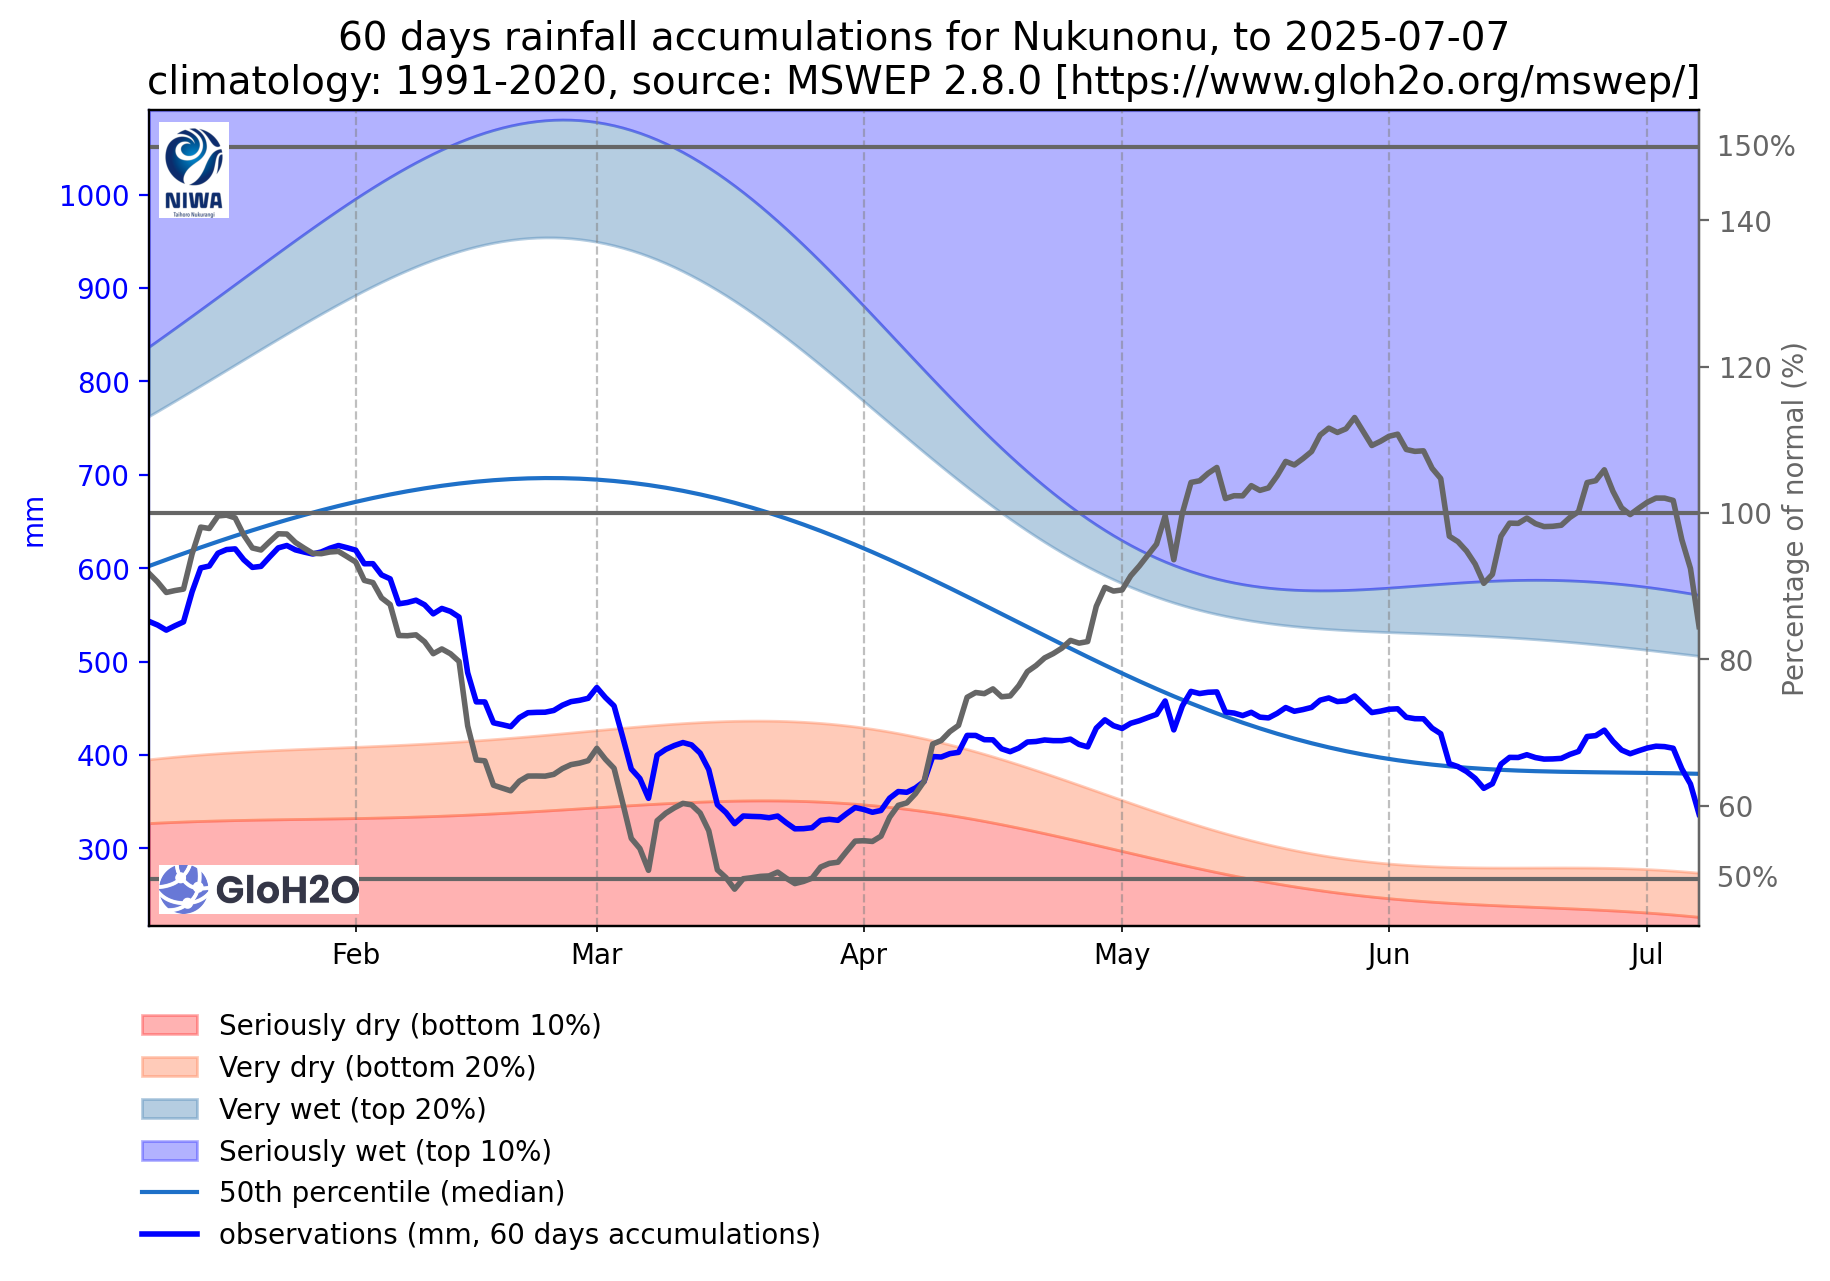 60 days rainfall accumulations for Nukunonu, to 2025-07-07
climatology: 1991-2020, source: MSWEP 2.8.0 [https://www.gloh2o.org/mswep/]
NIWA
Taihoro Nukurangi
1000
900
800
700
600
500
400
300
mm
150%
140
120
100
80
60
50%
Percentage of normal (%)
GloH2O
Feb
Mar
Apr
May
Jun
Jul
Seriously dry (bottom 10%)
Very dry (bottom 20%)
Very wet (top 20%)
Seriously wet (top 10%)
50th percentile (median)
observations (mm, 60 days accumulations)